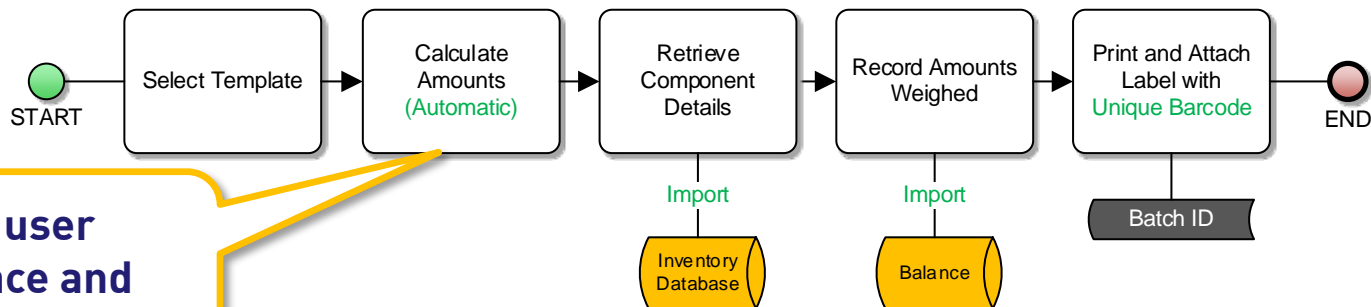 START
Select Template
Calculate
Amounts
(Automatic)
Retrieve
Component
Details
Record Amounts
Weighed
Print and Attach
Label with
Unique Barcode
END
Import
Import
Inventory
Database
Balance
Batch ID
user
ce and